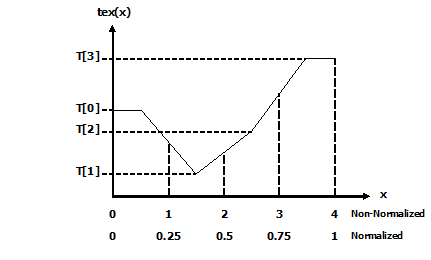 tex(x)
T[3]
T[0]
T[2]
T[1]
x
0 1 2 3 4 Non-Normalized
0 0.25 0.5 0.75 1 Normalized